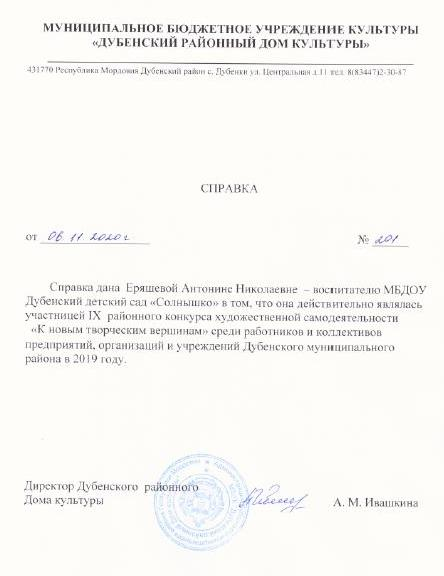 МУНИЦИПАЛЬНОЕ БЮДЖЕТНОЕ УЧРЕЖДЕНИЕ КУЛЬТУРЫ
«ДУБЕНСКИЙ РАЙОННЫЙ ДОМ КУЛЬТУРЫ»
431770 Республика Мордовия Дубенский район с. Дубенки ул. Центральная д.11 тел. 8(83447)2-30-87
СПРАВКА
от 06.11.2020г № 201
Справка дана Еряшевой Антонине Николаевне – воспитателю МБДОУ
Дубенский детский сад «Солнышко» в том, что она действительно являлась
участницей IX районного конкурса художественной самодеятельности
«К новым творческим вершинам» среди работников и коллективов
предприятий, организаций и учреждений Дубенского муниципального
района в 2019 году.
Директор Дубенского районного
Дома культуры А. М. Ивашкина